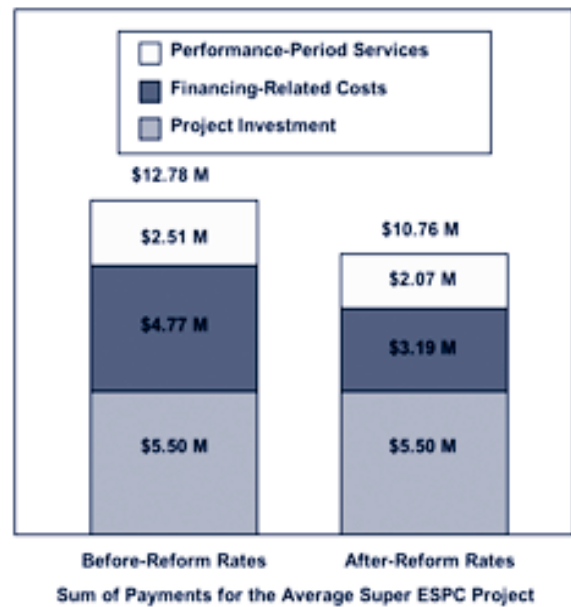 Performance-Period Services
Financing-Related Costs
Project Investment
$12.78 M
$10.76 M
$2.51 M
$2.07 M
$4.77 M
$3.19 M
$5.50 M
$5.50 M
Before-Reform Rates
After-Reform Rates
Sum of Payments for the Average Super ESPC Project